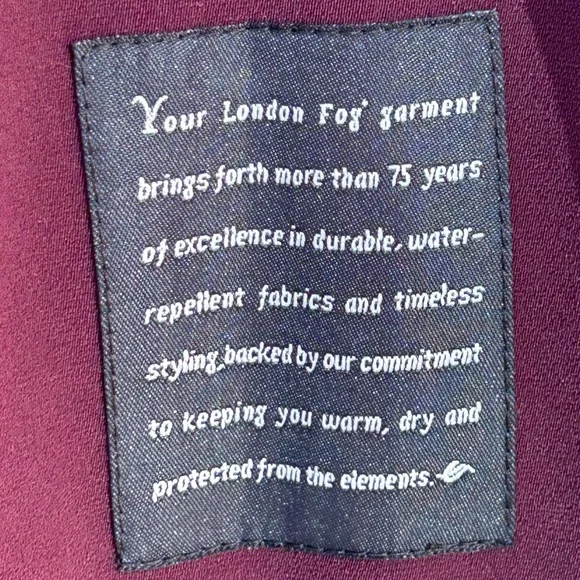 Your London Fog® garment
brings forth more than 75 years
of excellence in durable, water-
repellent fabrics and timeless
styling, backed by our commitment
to keeping you warm, dry and
protected from the elements.